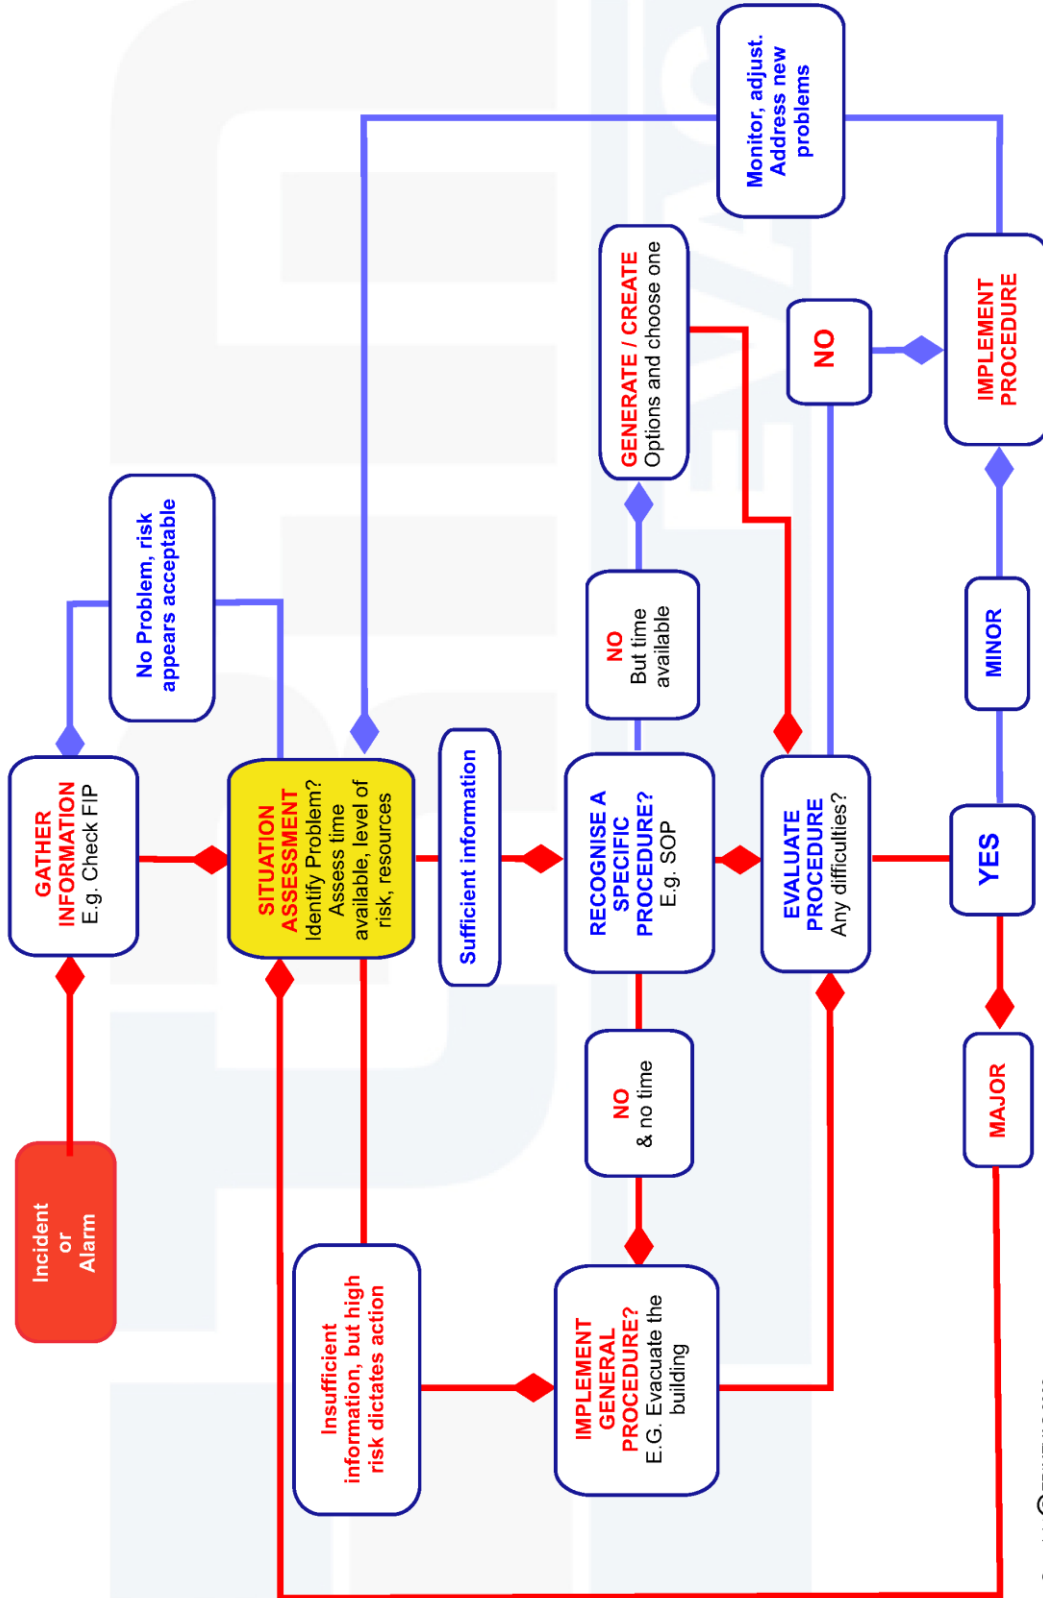 Incident
or
Alarm
GATHER
INFORMATION
E.g. Check FIP
No Problem, risk
appears acceptable
SITUATION
ASSESSMENT
Identify Problem?
Assess time
available, level of
risk, resources
Insufficient
information, but high
risk dictates action
Sufficient information
Monitor, adjust.
Address new
problems
IMPLEMENT
GENERAL
PROCEDURE?
E.G. Evacuate the
building
NO
& no time
RECOGNISE A
SPECIFIC
PROCEDURE?
E.g. SOP
NO
But time
available
GENERATE / CREATE
Options and choose one
EVALUATE
PROCEDURE
Any difficulties?
NO
MAJOR
YES
MINOR
IMPLEMENT
PROCEDURE
EVAC